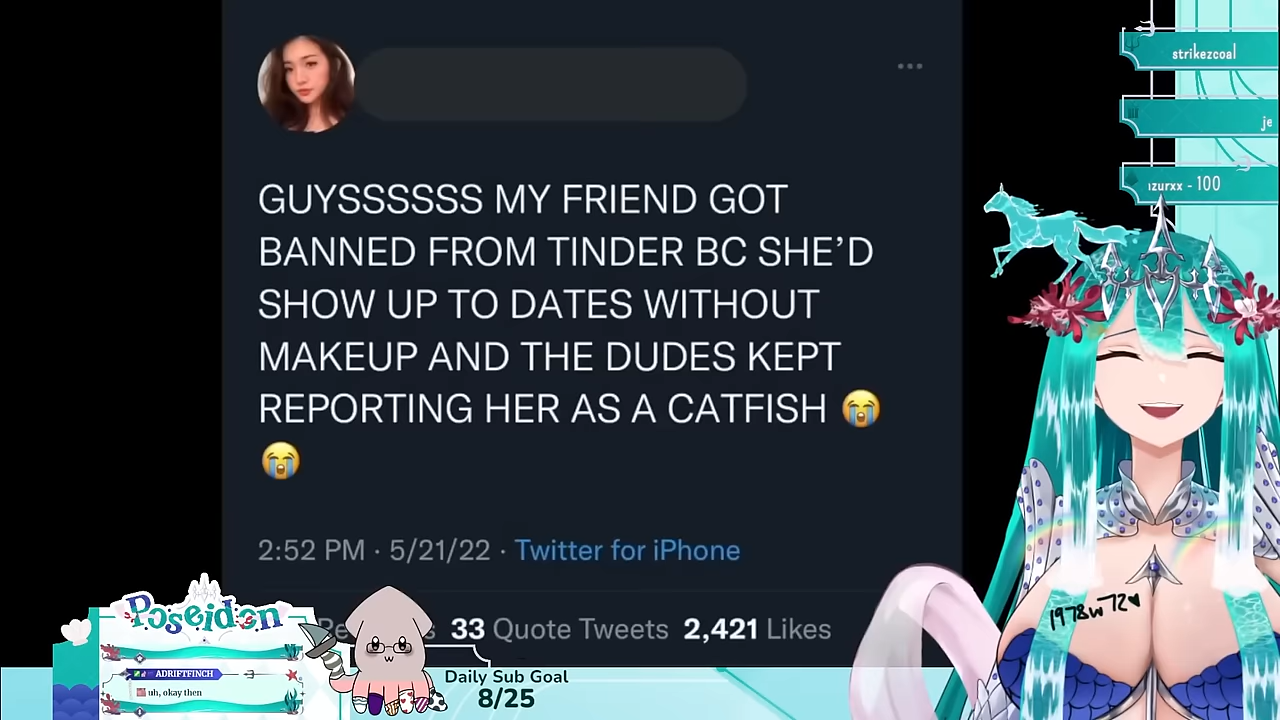 strikezcoal
je
izurxx - 100
GUYSSSSSS MY FRIEND GOT
BANNED FROM TINDER BC SHE’D
SHOW UP TO DATES WITHOUT
MAKEUP AND THE DUDES KEPT
REPORTING HER AS A CATFISH 😭
😭
2:52 PM · 5/21/22 · Twitter for iPhone
33 Quote Tweets 2,421 Likes
Poseidon
ADRIFTFINCH
uh, okay then
Daily Sub Goal
8/25
1978w72♥